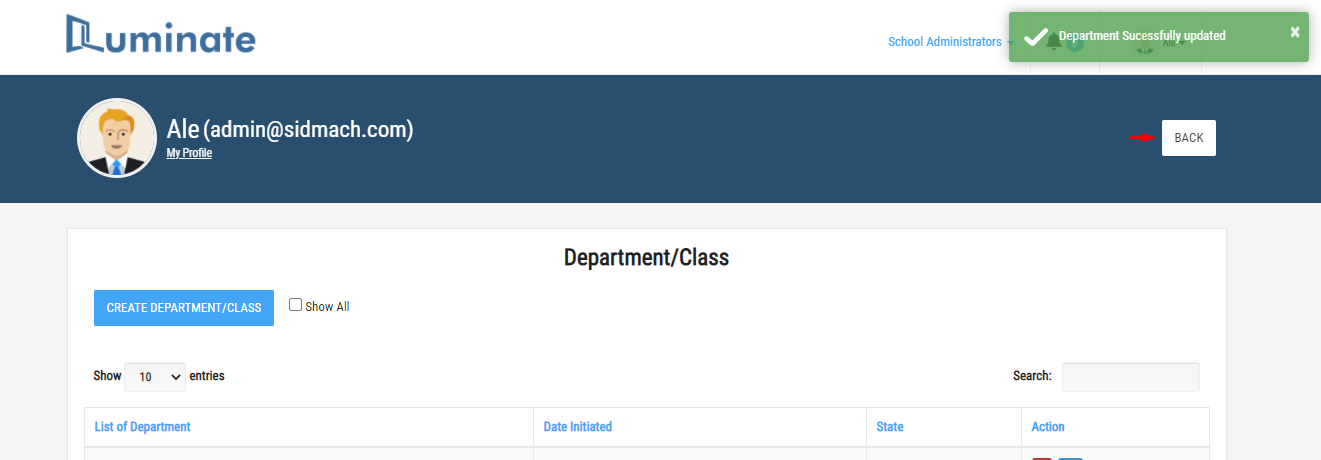 Luminate
School Administrators
Department Sucessfully updated
×
Ale
Ale (admin@sidmach.com)
My Profile
BACK
Department/Class
CREATE DEPARTMENT/CLASS
Show All
Show 10 entries
Search:
List of Department
Date Initiated
State
Action